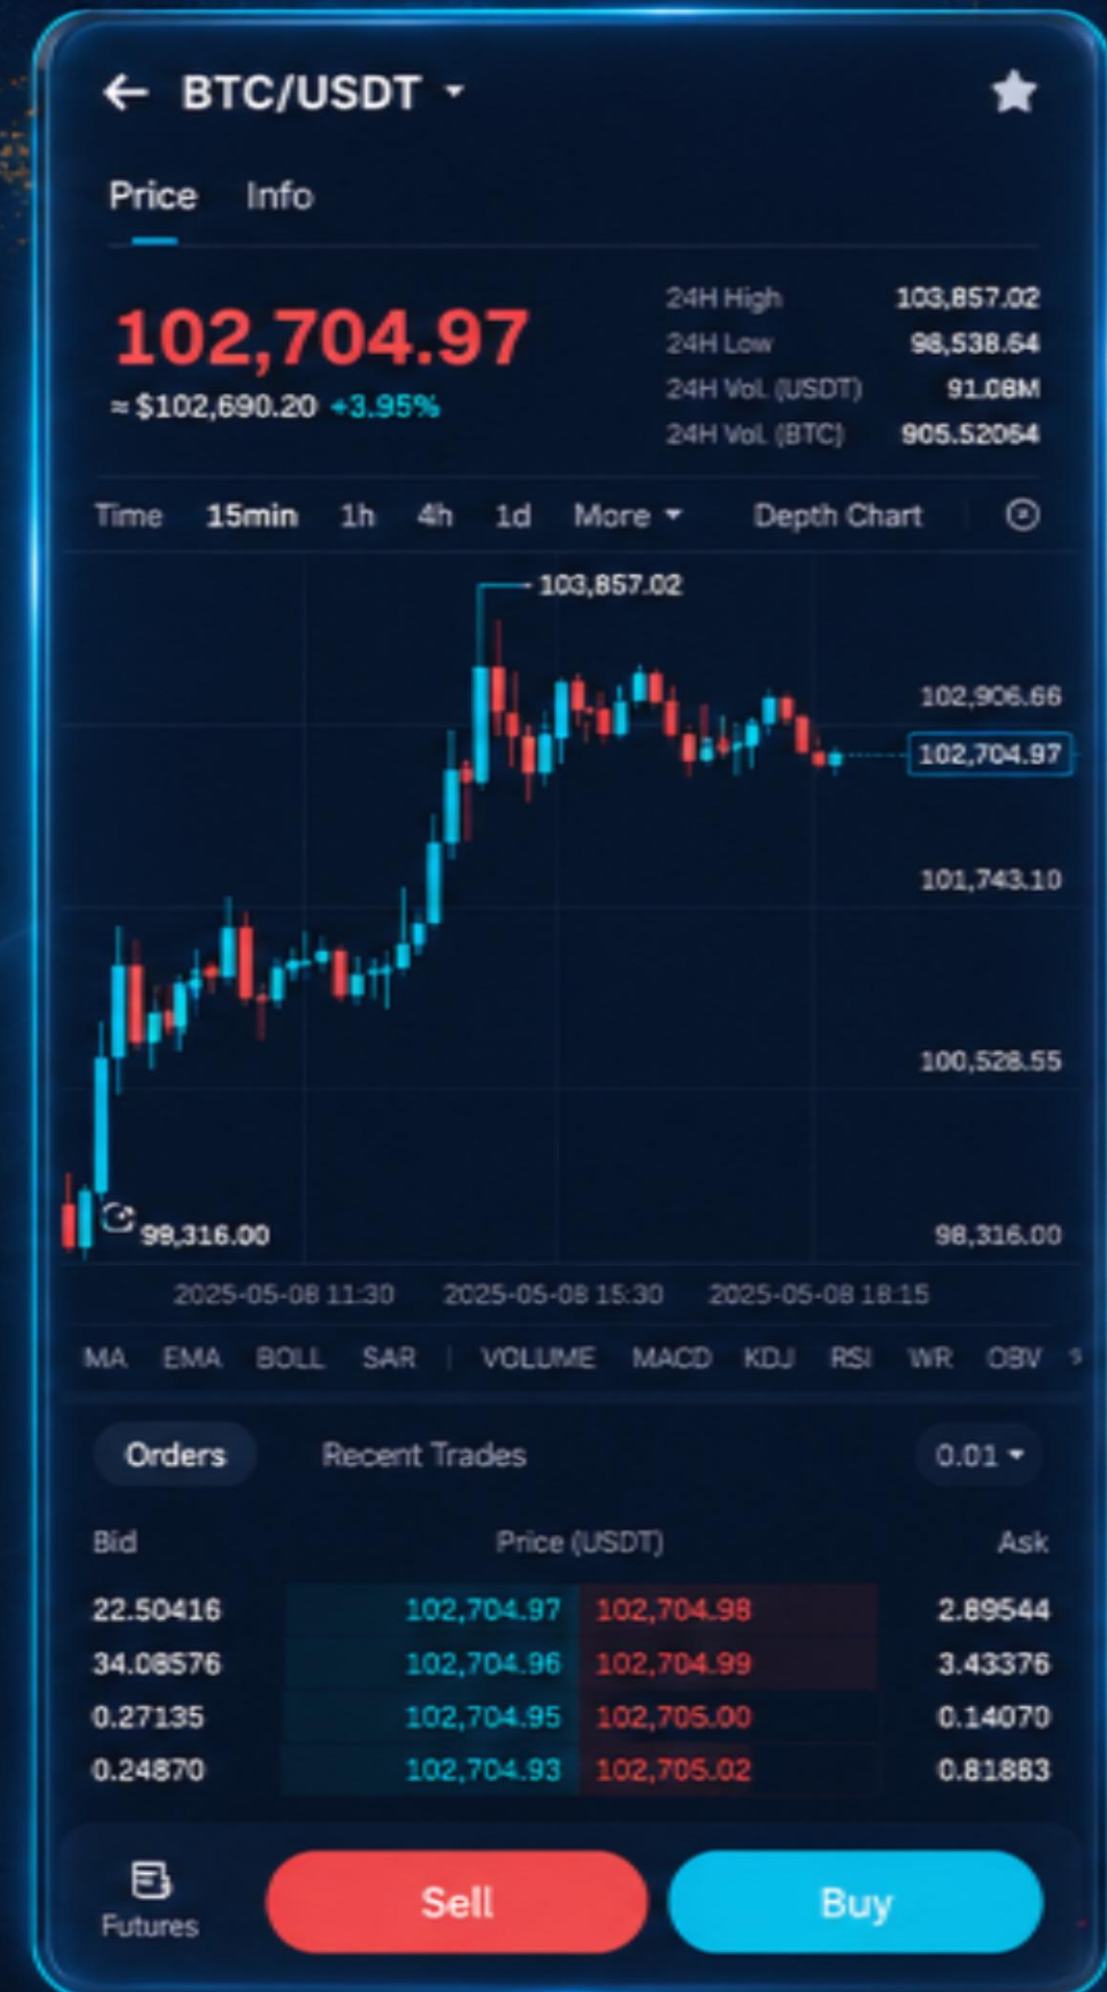 BTC/USDT
Price Info
102,704.97
≈ $102,690.20 +3.95%
24H High 103,857.02
24H Low 98,538.64
24H Vol. (USDT) 91.08M
24H Vol. (BTC) 905.52064
Time 15min 1h 4h 1d More Depth Chart
103,857.02
102,906.66
102,704.97
101,743.10
100,528.55
99,316.00 98,316.00
2025-05-08 11:30 2025-05-08 15:30 2025-05-08 18:15
MA EMA BOLL SAR | VOLUME MACD KDJ RSI WR OBV
Orders Recent Trades 0.01
Bid Price (USDT) Ask
22.50416 102,704.97 102,704.98 2.89544
34.08576 102,704.96 102,704.99 3.43376
0.27135 102,704.95 102,705.00 0.14070
0.24870 102,704.93 102,705.02 0.81883
Futures Sell Buy